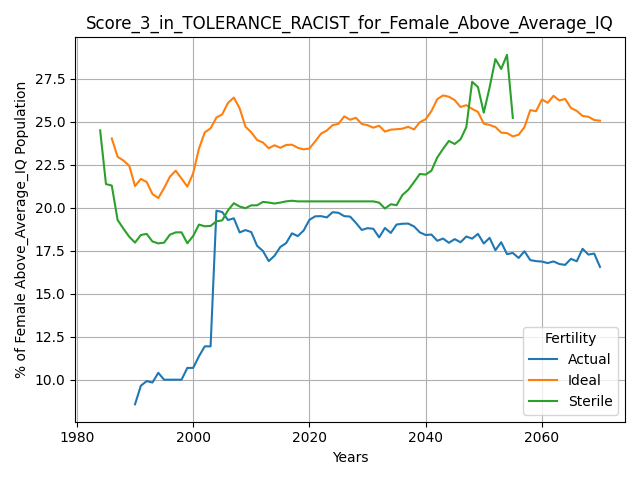 Score_3_in_TOLERANCE_RACIST_for_Female_Above_Average_IQ
% of Female Above_Average_IQ Population
27.5
25.0
22.5
20.0
17.5
15.0
12.5
10.0
Fertility
Actual
Ideal
Sterile
1980 2000 2020 2040 2060
Years